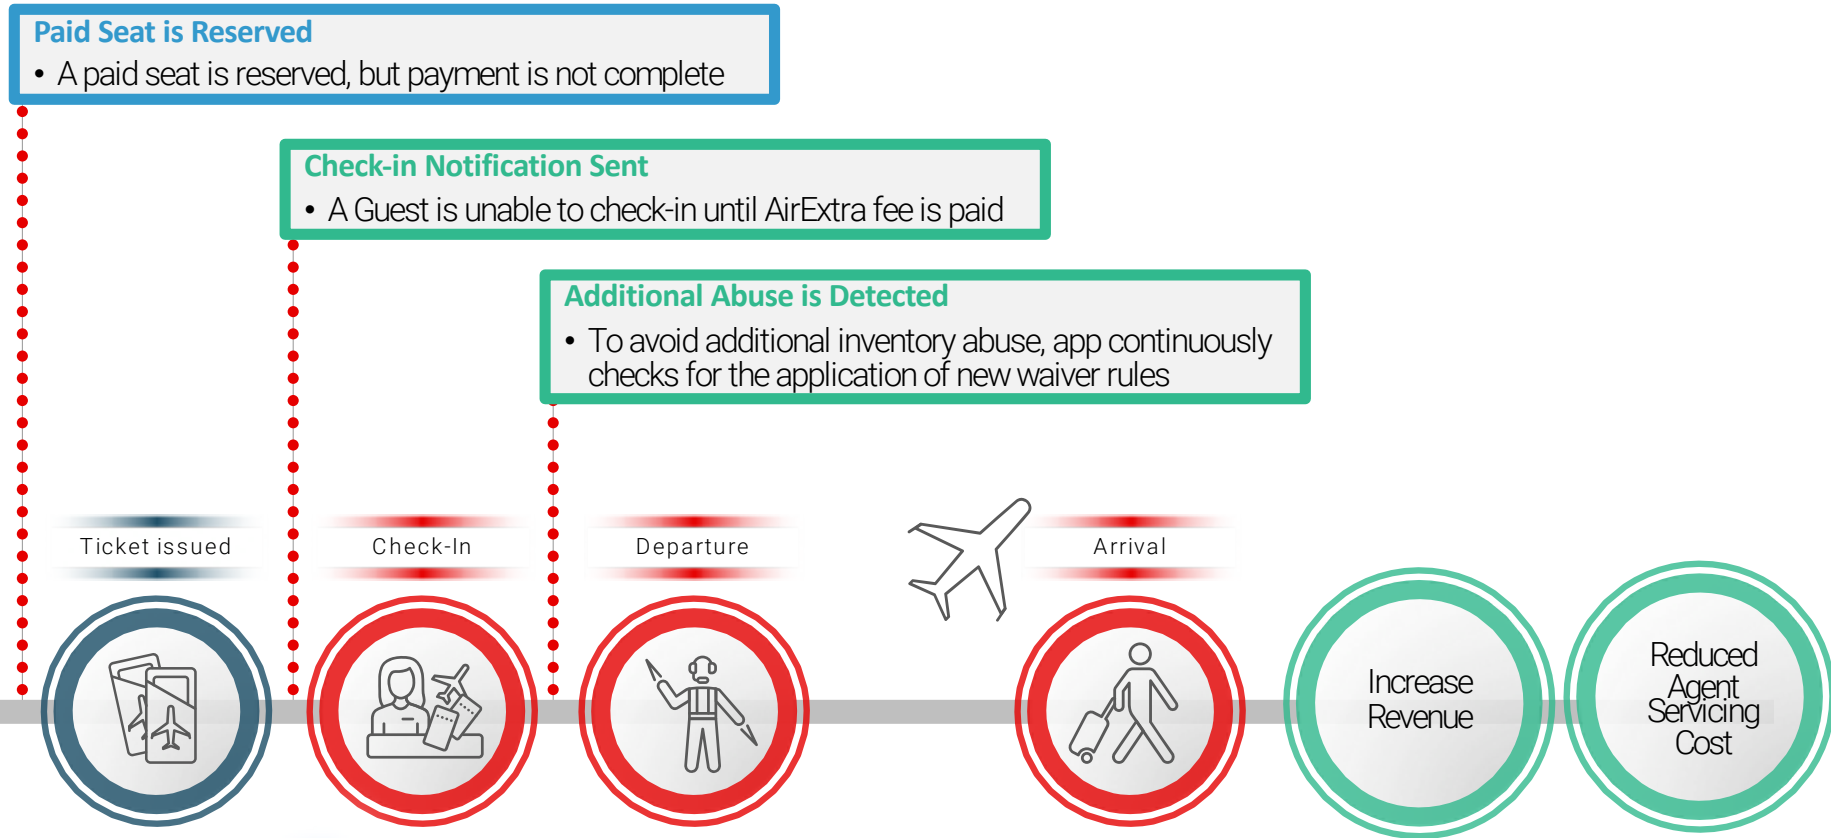 Paid Seat is Reserved
• A paid seat is reserved, but payment is not complete
Check-in Notification Sent
• A Guest is unable to check-in until AirExtra fee is paid
Additional Abuse is Detected
• To avoid additional inventory abuse, app continuously
checks for the application of new waiver rules
Ticket issued
Check-In
Departure
Arrival
Increase
Revenue
Reduced
Agent
Servicing
Cost